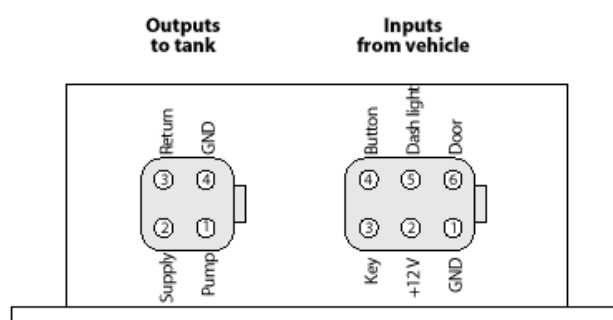 Outputs
to tank
Inputs
from vehicle
Return
GND
Button
Dash light
Door
3
4
4
5
6
2
1
3
2
1
Supply
Pump
Key
+12 V
GND